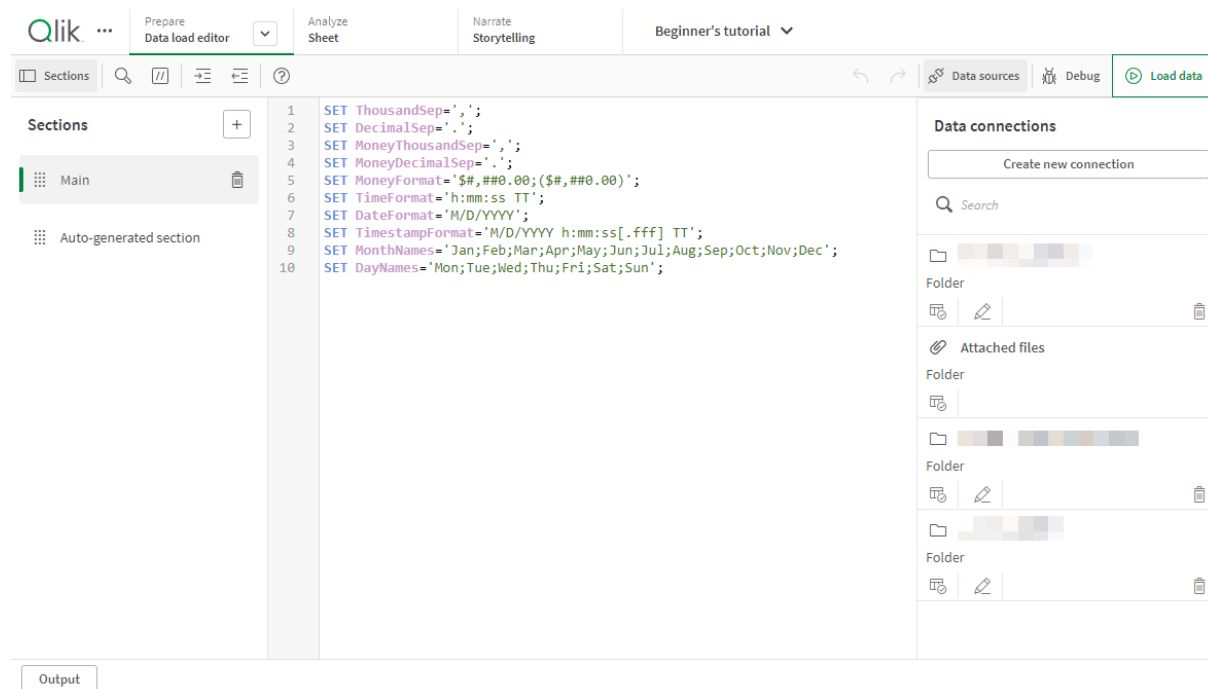 Qlik
Prepare
Data load editor
Analyze
Sheet
Narrate
Storytelling
Beginner's tutorial
Sections
//
?
Data sources
Debug
Load data
Sections
+
Main
Auto-generated section
1 SET ThousandSep=',';
2 SET DecimalSep='.';
3 SET MoneyThousandSep=',';
4 SET MoneyDecimalSep='.';
5 SET MoneyFormat='$#,##0.00;($#,##0.00)';
6 SET TimeFormat='h:mm:ss TT';
7 SET DateFormat='M/D/YYYY';
8 SET TimestampFormat='M/D/YYYY h:mm:ss[.fff] TT';
9 SET MonthNames='Jan;Feb;Mar;Apr;May;Jun;Jul;Aug;Sep;Oct;Nov;Dec';
10 SET DayNames='Mon;Tue;Wed;Thu;Fri;Sat;Sun';
Data connections
Create new connection
Search
Folder
Attached files
Folder
Folder
Folder
Output